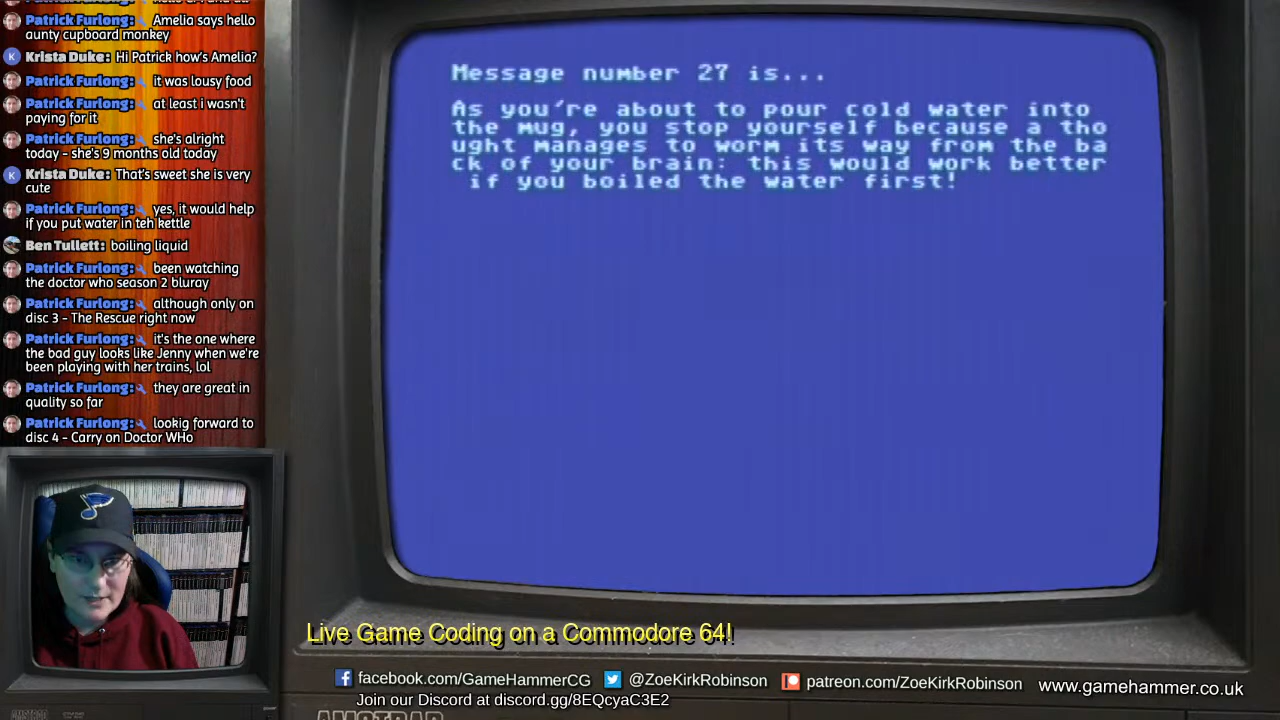 Patrick Furlong: Amelia says hello
aunty cupboard monkey
K Krista Duke: Hi Patrick how's Amelia?
Patrick Furlong: it was lousy food
Patrick Furlong: at least i wasn't
paying for it
Patrick Furlong: she's alright
today - she's 9 months old today
K Krista Duke: That's sweet she is very
cute
Patrick Furlong: yes, it would help
if you put water in teh kettle
Ben Tullett: boiling liquid
Patrick Furlong: been watching
the doctor who season 2 bluray
Patrick Furlong: although only on
disc 3 - The Rescue right now
Patrick Furlong: it's the one where
the bad guy looks like Jenny when we're
been playing with her trains, lol
Patrick Furlong: they are great in
quality so far
Patrick Furlong: lookig forward to
disc 4 - Carry on Doctor WHo
Message number 27 is...
As you're about to pour cold water into
the mug, you stop yourself because a tho
ught manages to worm its way from the ba
ck of your brain: this would work better
if you boiled the water first!
Live Game Coding on a Commodore 64!
facebook.com/GameHammerCG @ZoeKirkRobinson patreon.com/ZoeKirkRobinson www.gamehammer.co.uk
Join our Discord at discord.gg/8EQcyaC3E2
AMSTRAD